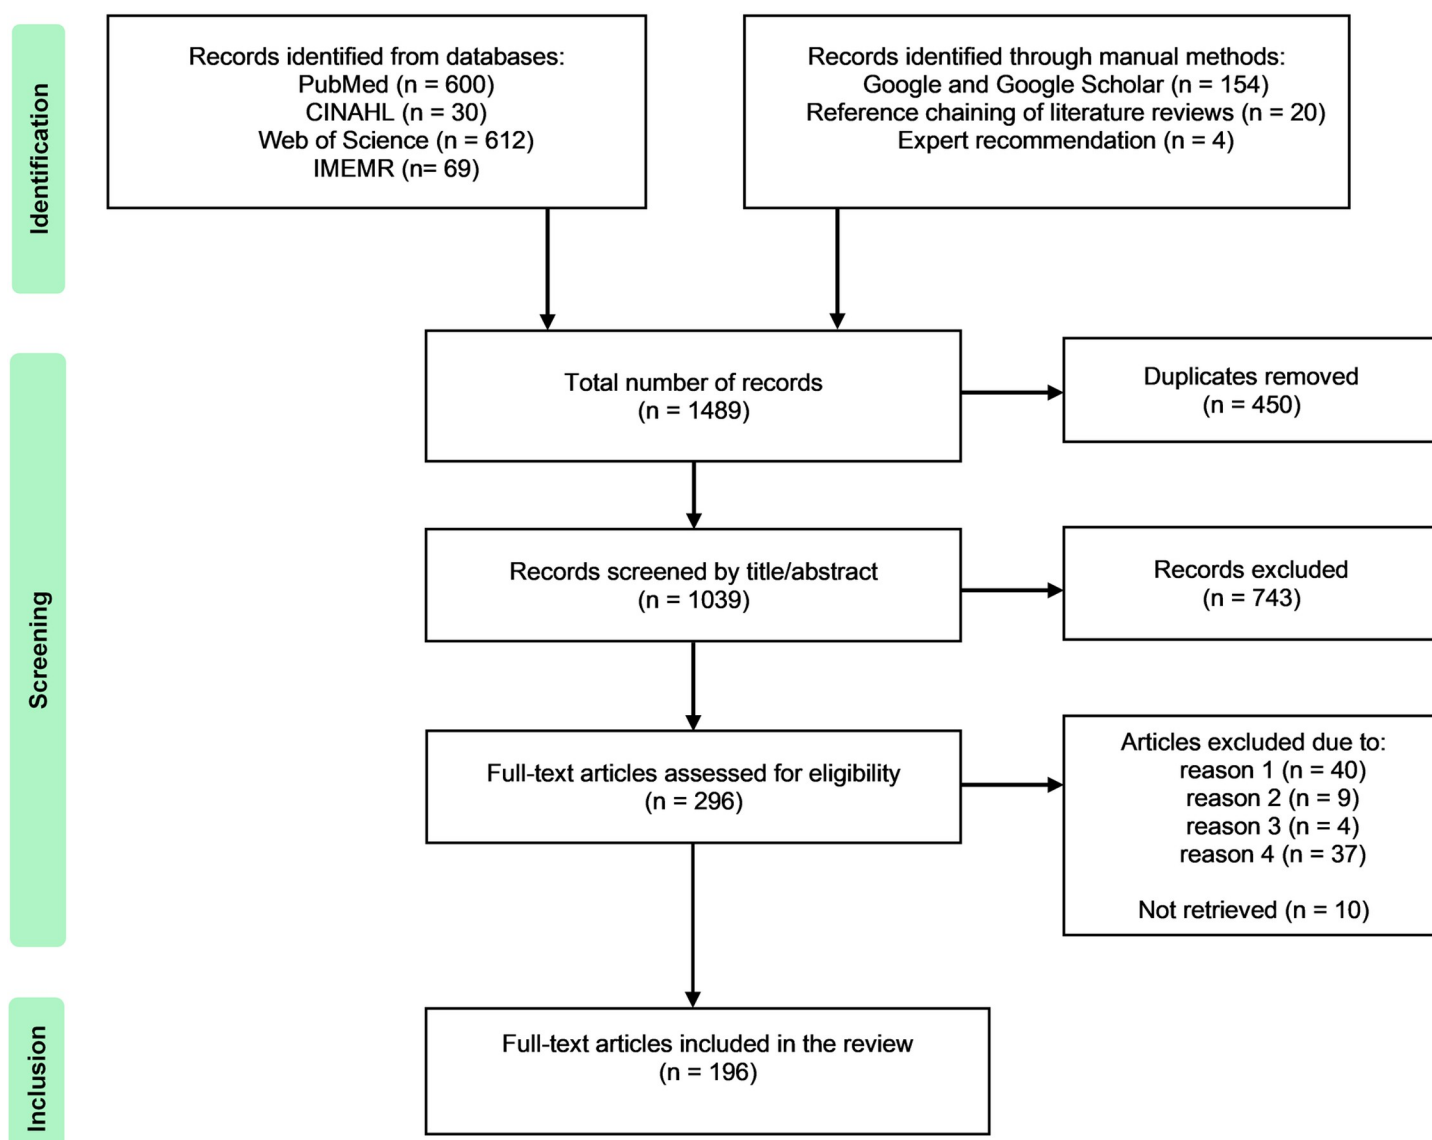 Identification
Records identified from databases:
PubMed (n = 600)
CINAHL (n = 30)
Web of Science (n = 612)
IMEMR (n= 69)
Records identified through manual methods:
Google and Google Scholar (n = 154)
Reference chaining of literature reviews (n = 20)
Expert recommendation (n = 4)
Screening
Total number of records
(n = 1489)
Duplicates removed
(n = 450)
Records screened by title/abstract
(n = 1039)
Records excluded
(n = 743)
Full-text articles assessed for eligibility
(n = 296)
Articles excluded due to:
reason 1 (n = 40)
reason 2 (n = 9)
reason 3 (n = 4)
reason 4 (n = 37)
Not retrieved (n = 10)
Inclusion
Full-text articles included in the review
(n = 196)